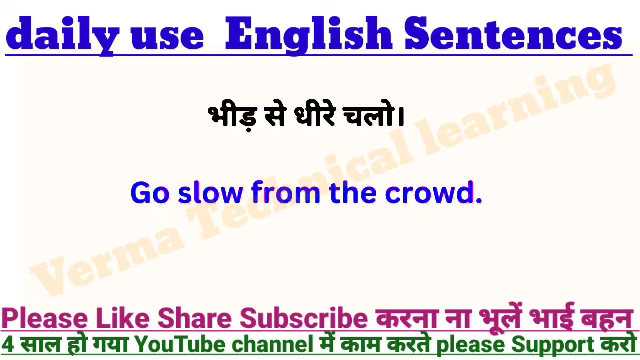 daily use English Sentences
भीड़ से धीरे चलो।
Go slow from the crowd.
Verma Technical learning
Please Like Share Subscribe करना ना भूलें भाई बहन
4 साल हो गया YouTube channel में काम करते please Support करो